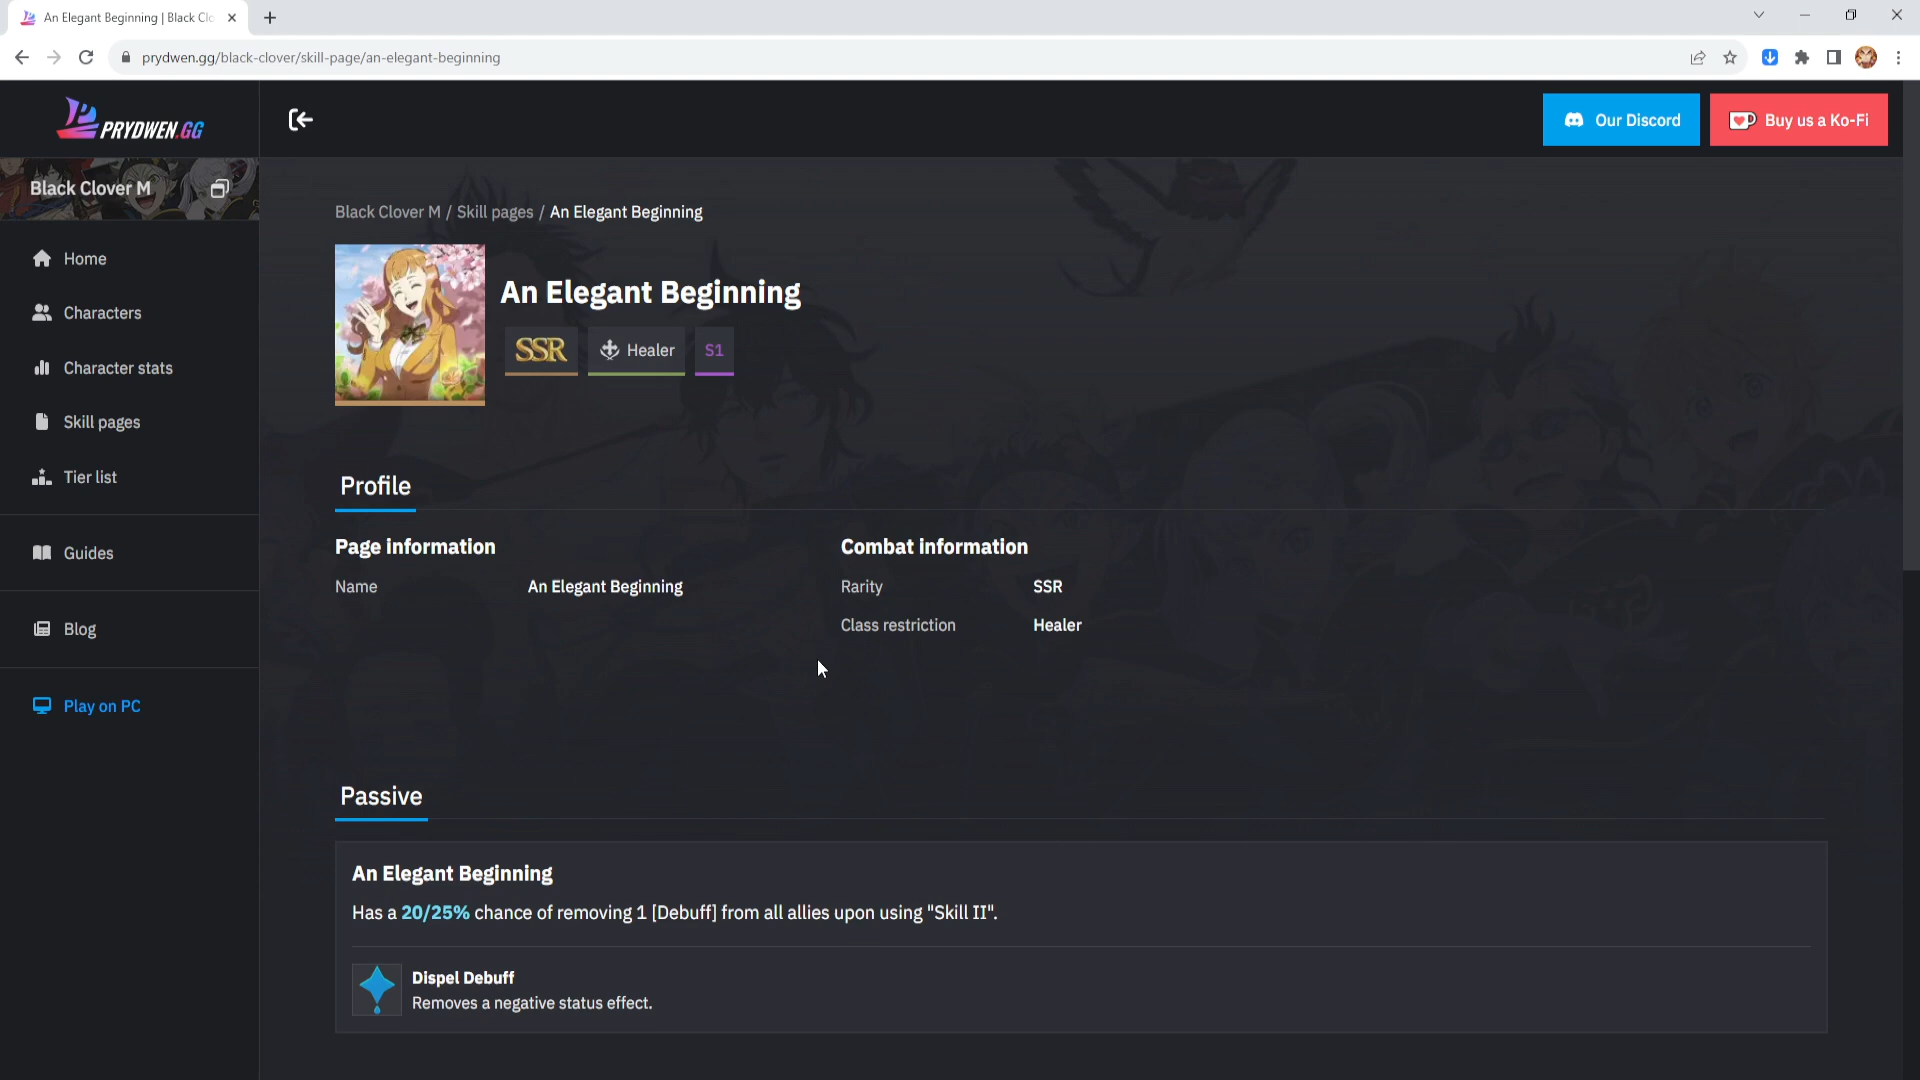 An Elegant Beginning | Black Clo
prydwen.gg/black-clover/skill-page/an-elegant-beginning
PRYDWEN.GG
Our Discord
Buy us a Ko-Fi
Black Clover M
Home
Characters
Character stats
Skill pages
Tier list
Guides
Blog
Play on PC
Black Clover M / Skill pages / An Elegant Beginning
An Elegant Beginning
SSR
Healer
S1
Profile
Page information
Name An Elegant Beginning
Combat information
Rarity SSR
Class restriction Healer
Passive
An Elegant Beginning
Has a 20/25% chance of removing 1 [Debuff] from all allies upon using "Skill II".
Dispel Debuff
Removes a negative status effect.